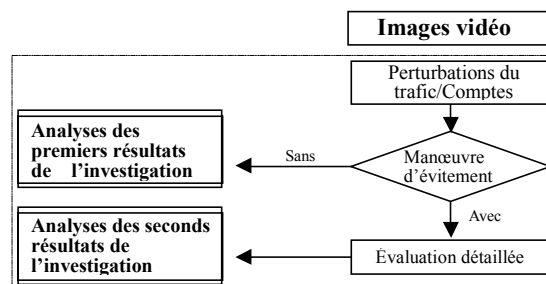 Images vidéo
Perturbations du
trafic/Comptes
Analyses des
premiers résultats
de l’investigation
Sans
Manœuvre
d’évitement
Avec
Analyses des seconds
résultats de
l’investigation
Évaluation détaillée